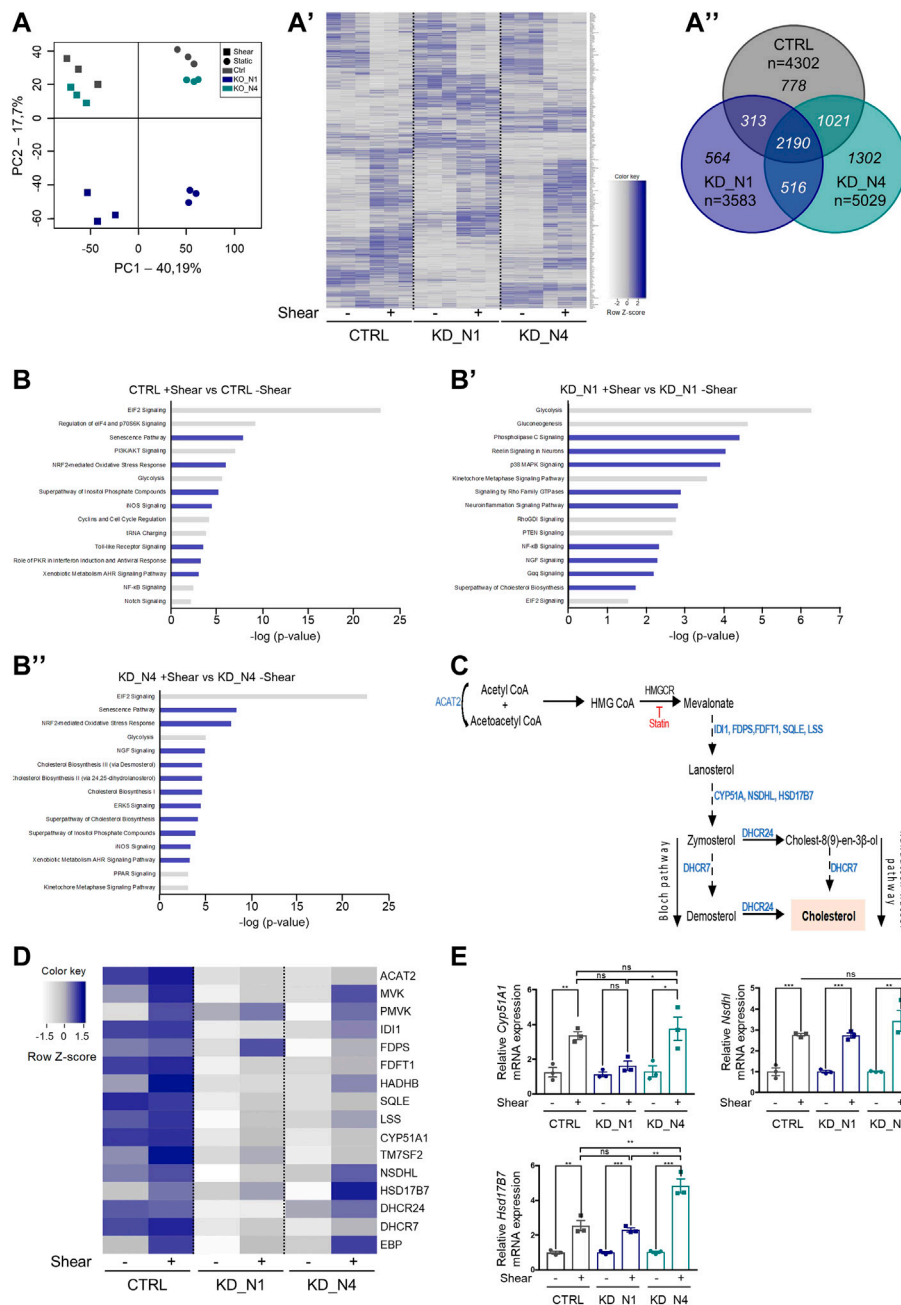 A
PC2 – 17,7%
40
20
0
-20
-40
-60
-50
0
50
100
PC1 – 40,19%
Shear
Static
Ctrl
KO_N1
KO_N4
A'
Shear
-
+
-
+
-
+
CTRL
KD_N1
KD_N4
Color key
-2
0
2
Row Z-score
A''
CTRL
n=4302
778
313
1021
2190
564
1302
KD_N1
n=3583
516
KD_N4
n=5029
B
CTRL +Shear vs CTRL -Shear
EIF2 Signaling
Regulation of eIF4 and p70S6K Signaling
Senescence Pathway
PI3K/AKT Signaling
NRF2-mediated Oxidative Stress Response
Glycolysis
Superpathway of Inositol Phosphate Compounds
iNOS Signaling
Cyclins and Cell Cycle Regulation
tRNA Charging
Toll-like Receptor Signaling
Role of PKR in Interferon Induction and Antiviral Response
Xenobiotic Metabolism AHR Signaling Pathway
NF-κB Signaling
Notch Signaling
0 5 10 15 20 25
-log (p-value)
B'
KD_N1 +Shear vs KD_N1 -Shear
Glycolysis
Gluconeogenesis
Phospholipase C Signaling
Reelin Signaling in Neurons
p38 MAPK Signaling
Kinetochore Metaphase Signaling Pathway
Signaling by Rho Family GTPases
Neuroinflammation Signaling Pathway
RhoGDI Signaling
PTEN Signaling
NF-κB Signaling
NGF Signaling
Gαq Signaling
Superpathway of Cholesterol Biosynthesis
EIF2 Signaling
0 1 2 3 4 5 6 7
-log (p-value)
B''
KD_N4 +Shear vs KD_N4 -Shear
EIF2 Signaling
Senescence Pathway
NRF2-mediated Oxidative Stress Response
Glycolysis
NGF Signaling
Cholesterol Biosynthesis III (via Desmosterol)
Cholesterol Biosynthesis II (via 24,25-dihydrolanosterol)
Cholesterol Biosynthesis I
ERK5 Signaling
Superpathway of Cholesterol Biosynthesis
Superpathway of Inositol Phosphate Compounds
iNOS Signaling
Xenobiotic Metabolism AHR Signaling Pathway
PPAR Signaling
Kinetochore Metaphase Signaling Pathway
0 5 10 15 20 25
-log (p-value)
C
ACAT2
Acetyl CoA
+
Acetoacetyl CoA
HMG CoA
HMGCR
Statin
Mevalonate
IDI1, FDPS,FDFT1, SQLE, LSS
Lanosterol
CYP51A, NSDHL, HSD17B7
Zymosterol
DHCR24
Cholest-8(9)-en-3β-ol
Bloch pathway
DHCR7
DHCR7
pathway
Demosterol
DHCR24
Cholesterol
D
Color key
-1.5
1.5
Row Z-score
ACAT2
MVK
PMVK
IDI1
FDPS
FDFT1
HADHB
SQLE
LSS
CYP51A1
TM7SF2
NSDHL
HSD17B7
DHCR24
DHCR7
EBP
Shear
-
+
-
+
-
+
CTRL
KD_N1
KD_N4
E
Relative Cyp51A1
mRNA expression
6
4
2
0
ns
ns
*
**
ns
*
Shear - + - + - +
CTRL KD_N1 KD_N4
Relative Nsdhl
mRNA expression
6
4
2
0
ns
***
***
**
Shear - + - + -
CTRL KD_N1 KD_N
Relative Hsd17B7
mRNA expression
6
4
2
0
**
ns
**
**
***
***
Shear - + - + - +
CTRL KD N1 KD N4